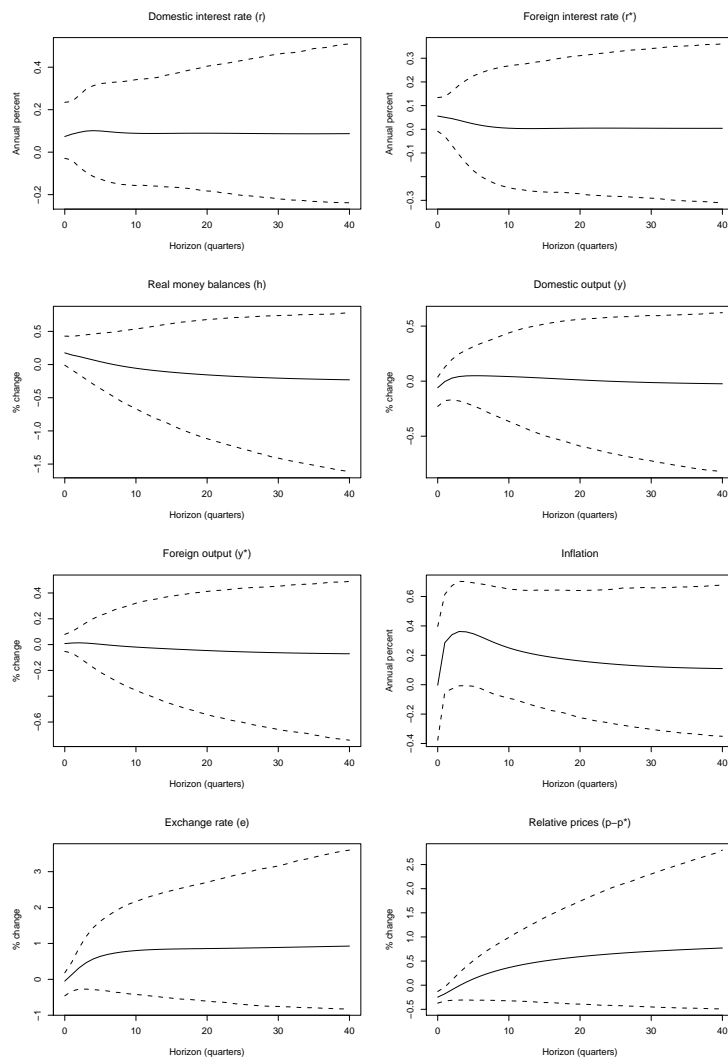 Domestic interest rate (r)
Annual percent
−0.2 0.0 0.2 0.4
0 10 20 30 40
Horizon (quarters)
Foreign interest rate (r*)
Annual percent
−0.3 −0.1 0.0 0.1 0.2 0.3
0 10 20 30 40
Horizon (quarters)
Real money balances (h)
% change
−1.5 −1.0 −0.5 0.0 0.5
0 10 20 30 40
Horizon (quarters)
Domestic output (y)
% change
−0.5 0.0 0.5
0 10 20 30 40
Horizon (quarters)
Foreign output (y*)
% change
−0.6 −0.2 0.0 0.2 0.4
0 10 20 30 40
Horizon (quarters)
Inflation
Annual percent
−0.4 −0.2 0.0 0.2 0.4 0.6
0 10 20 30 40
Horizon (quarters)
Exchange rate (e)
% change
−1 0 1 2 3
0 10 20 30 40
Horizon (quarters)
Relative prices (p−p*)
% change
−0.5 0.0 0.5 1.0 1.5 2.0 2.5
0 10 20 30 40
Horizon (quarters)